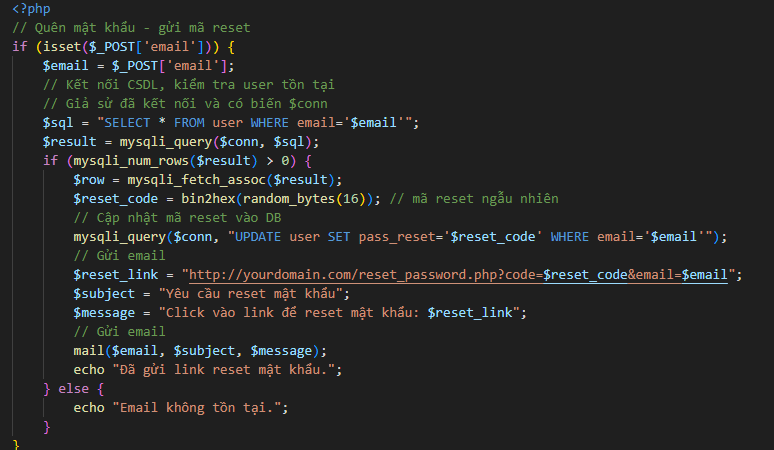 <?php
// Quên mật khẩu - gửi mã reset
if (isset($_POST['email'])) {
    $email = $_POST['email'];
    // Kết nối CSDL, kiểm tra user tồn tại
    // Giả sử đã kết nối và có biến $conn
    $sql = "SELECT * FROM user WHERE email='$email'";
    $result = mysqli_query($conn, $sql);
    if (mysqli_num_rows($result) > 0) {
        $row = mysqli_fetch_assoc($result);
        $reset_code = bin2hex(random_bytes(16)); // mã reset ngẫu nhiên
        // Cập nhật mã reset vào DB
        mysqli_query($conn, "UPDATE user SET pass_reset='$reset_code' WHERE email='$email'");
        // Gửi email
        $reset_link = "http://yourdomain.com/reset_password.php?code=$reset_code&email=$email";
        $subject = "Yêu cầu reset mật khẩu";
        $message = "Click vào link để reset mật khẩu: $reset_link";
        // Gửi email
        mail($email, $subject, $message);
        echo "Đã gửi link reset mật khẩu.";
    } else {
        echo "Email không tồn tại.";
    }
}